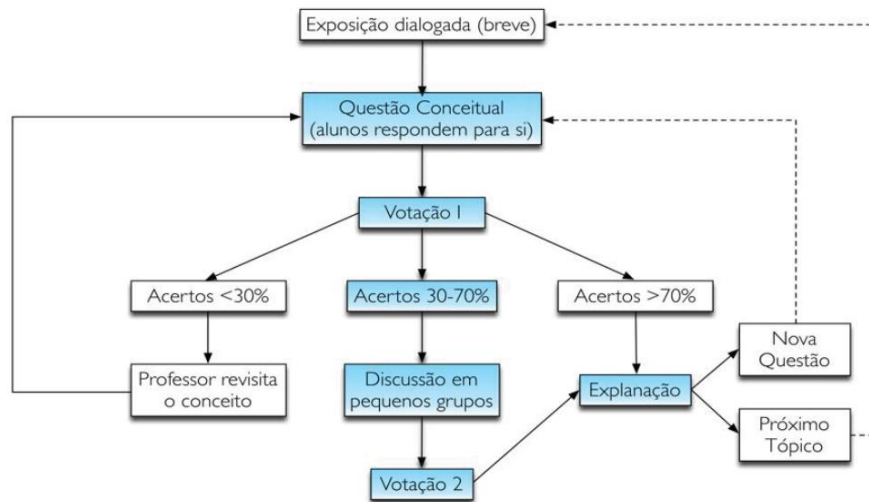 Exposição dialogada (breve)
Questão Conceitual
(alunos respondem para si)
Votação I
Acertos <30%
Acertos 30-70%
Acertos >70%
Professor revisita
o conceito
Discussão em
pequenos grupos
Explanação
Nova
Questão
Próximo
Tópico
Votação 2